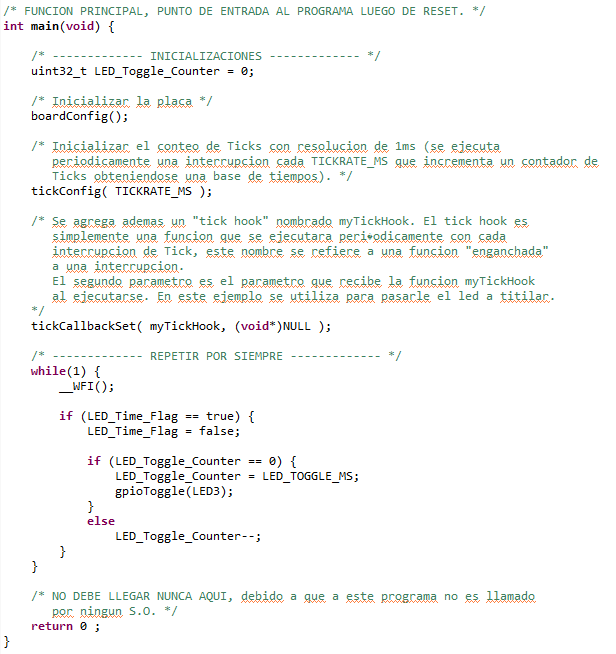 /* FUNCION PRINCIPAL, PUNTO DE ENTRADA AL PROGRAMA LUEGO DE RESET. */
int main(void) {
/* ------------- INICIALIZACIONES ------------- */
uint32_t LED_Toggle_Counter = 0;
/* Inicializar la placa */
boardConfig();
/* Inicializar el conteo de Ticks con resolucion de 1ms (se ejecuta
periodicamente una interrupcion cada TICKRATE_MS que incrementa un contador de
Ticks obteniendose una base de tiempos). */
tickConfig( TICKRATE_MS );
/* Se agrega ademas un "tick hook" nombrado myTickHook. El tick hook es
simplemente una funcion que se ejecutara peri�odicamente con cada
interrupcion de Tick, este nombre se refiere a una funcion "enganchada"
a una interrupcion.
El segundo parametro es el parametro que recibe la funcion myTickHook
al ejecutarse. En este ejemplo se utiliza para pasarle el led a titilar.
*/
tickCallbackSet( myTickHook, (void*)NULL );
/* ------------- REPETIR POR SIEMPRE ------------- */
while(1) {
__WFI();
if (LED_Time_Flag == true) {
LED_Time_Flag = false;
if (LED_Toggle_Counter == 0) {
LED_Toggle_Counter = LED_TOGGLE_MS;
gpioToggle(LED3);
}
else
LED_Toggle_Counter--;
}
}
/* NO DEBE LLEGAR NUNCA AQUI, debido a que a este programa no es llamado
por ningun S.O. */
return 0 ;
}